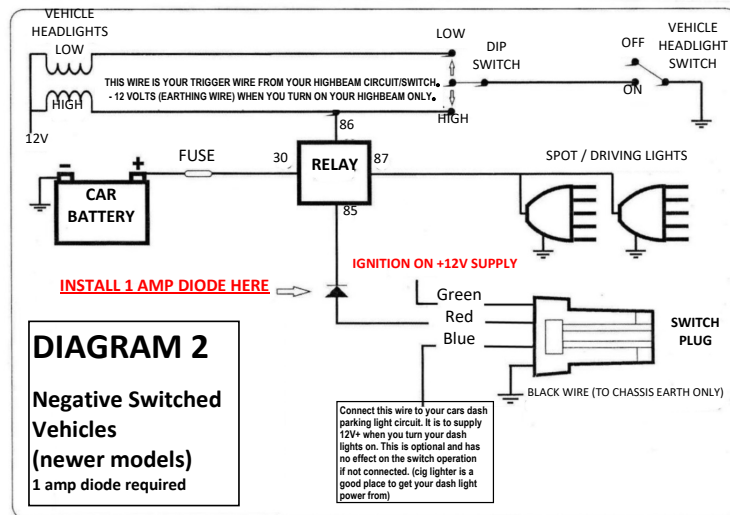 VEHICLE
HEADLIGHTS
LOW
HIGH
12V
THIS WIRE IS YOUR TRIGGER WIRE FROM YOUR HIGHBEAM CIRCUIT/SWITCH.
- 12 VOLTS (EARTHING WIRE) WHEN YOU TURN ON YOUR HIGHBEAM ONLY.
LOW
HIGH
DIP
SWITCH
OFF
ON
VEHICLE
HEADLIGHT
SWITCH
86
30
RELAY
87
85
FUSE
- +
CAR
BATTERY
SPOT / DRIVING LIGHTS
INSTALL 1 AMP DIODE HERE
IGNITION ON +12V SUPPLY
Green
Red
Blue
SWITCH
PLUG
BLACK WIRE (TO CHASSIS EARTH ONLY)
DIAGRAM 2
Negative Switched
Vehicles
(newer models)
1 amp diode required
Connect this wire to your cars dash
parking light circuit. It is to supply
12V+ when you turn your dash
lights on. This is optional and has
no effect on the switch operation
if not connected. (cig lighter is a
good place to get your dash light
power from)